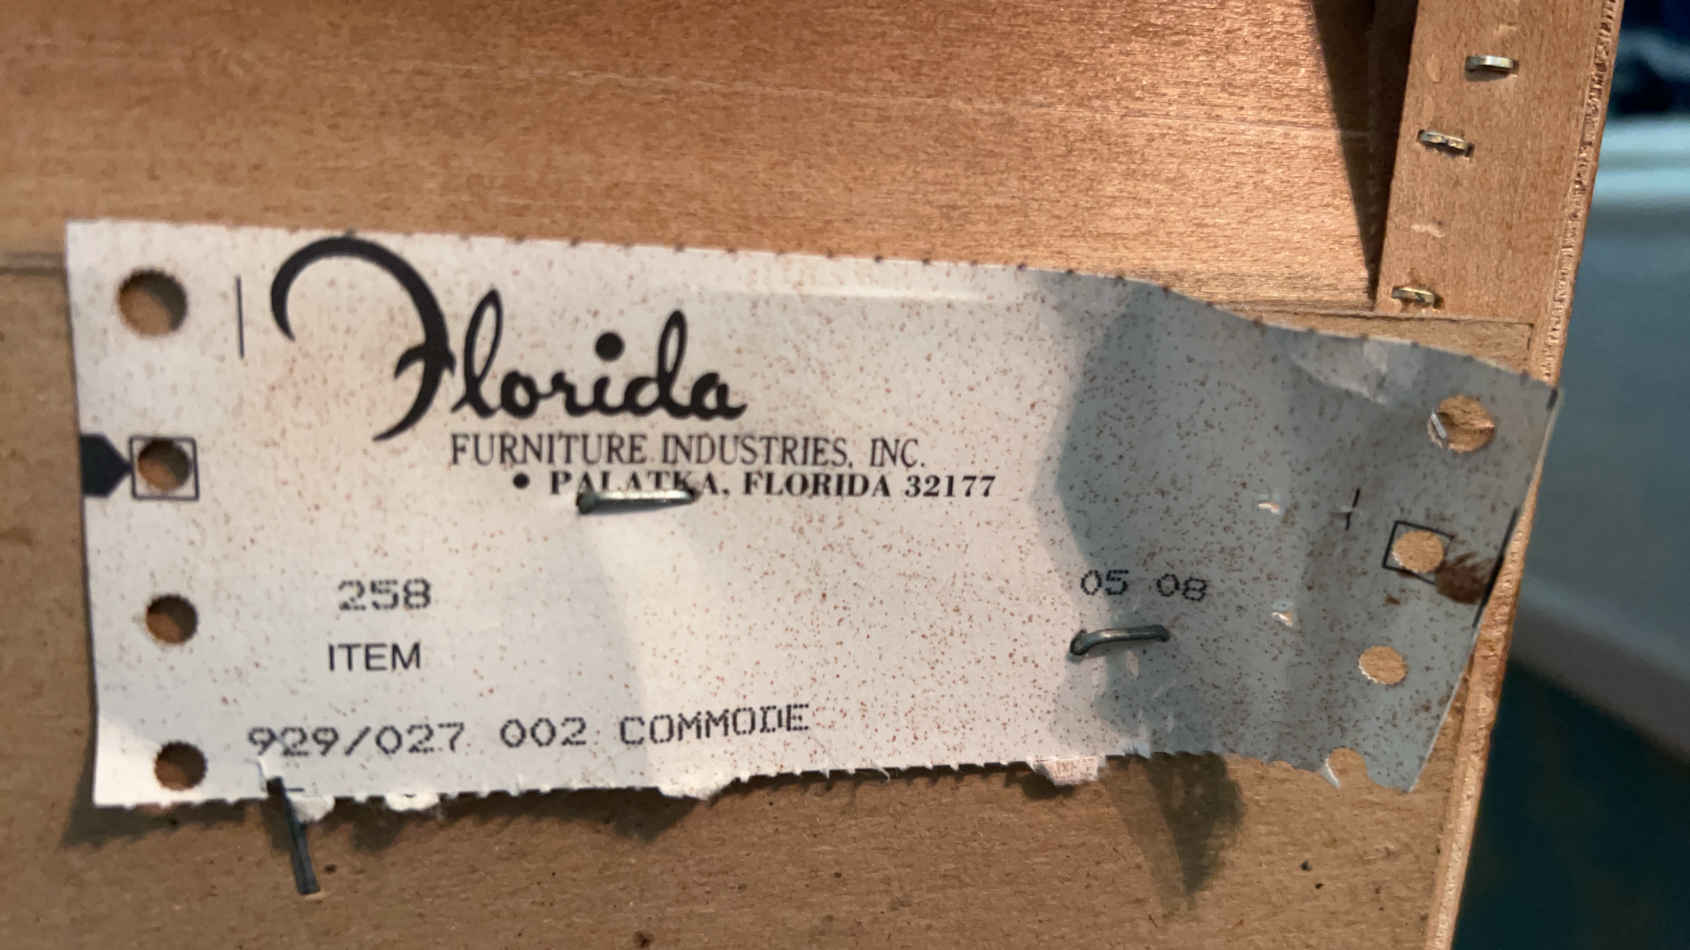 Florida
FURNITURE INDUSTRIES, INC.
• PALATKA, FLORIDA 32177
258 05 08
ITEM
929/027 002 COMMODE